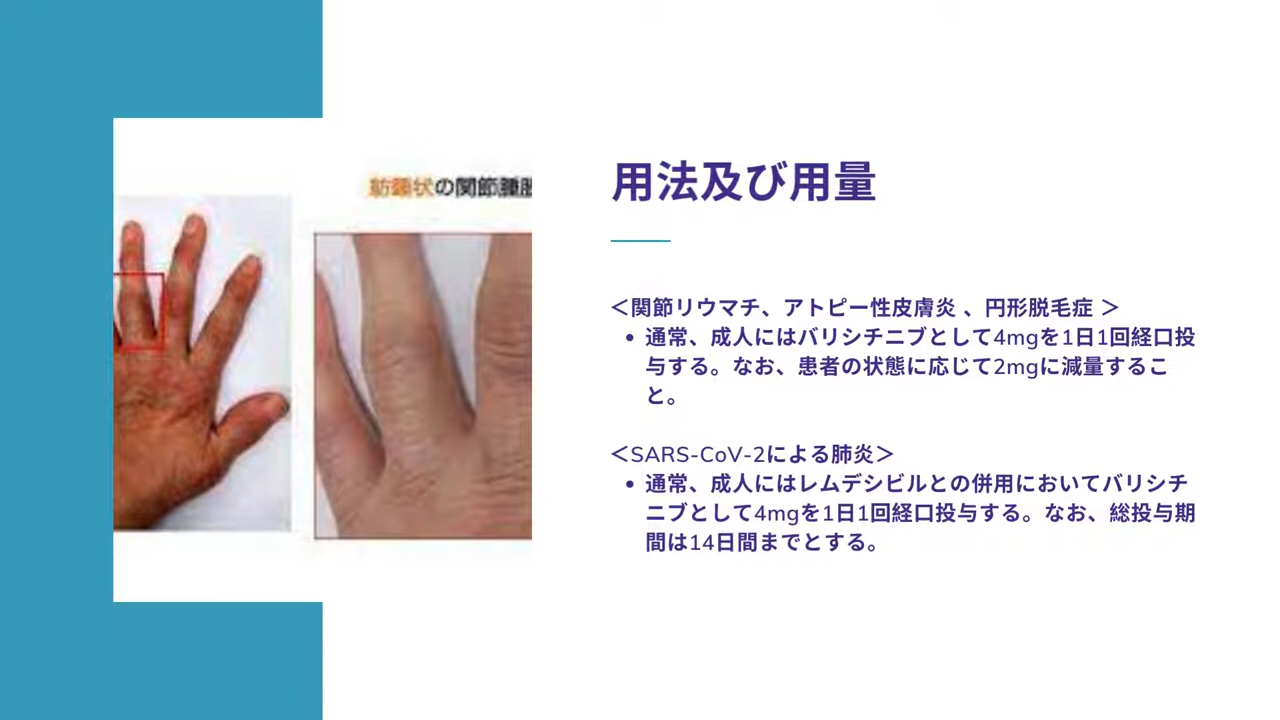 紡錘状の関節腫脹
用法及び用量
＜関節リウマチ、アトピー性皮膚炎 、円形脱毛症 ＞
• 通常、成人にはバリシチニブとして4mgを1日1回経口投
与する。なお、患者の状態に応じて2mgに減量するこ
と。
＜SARS-CoV-2による肺炎＞
• 通常、成人にはレムデシビルとの併用においてバリシチ
ニブとして4mgを1日1回経口投与する。なお、総投与期
間は14日間までとする。